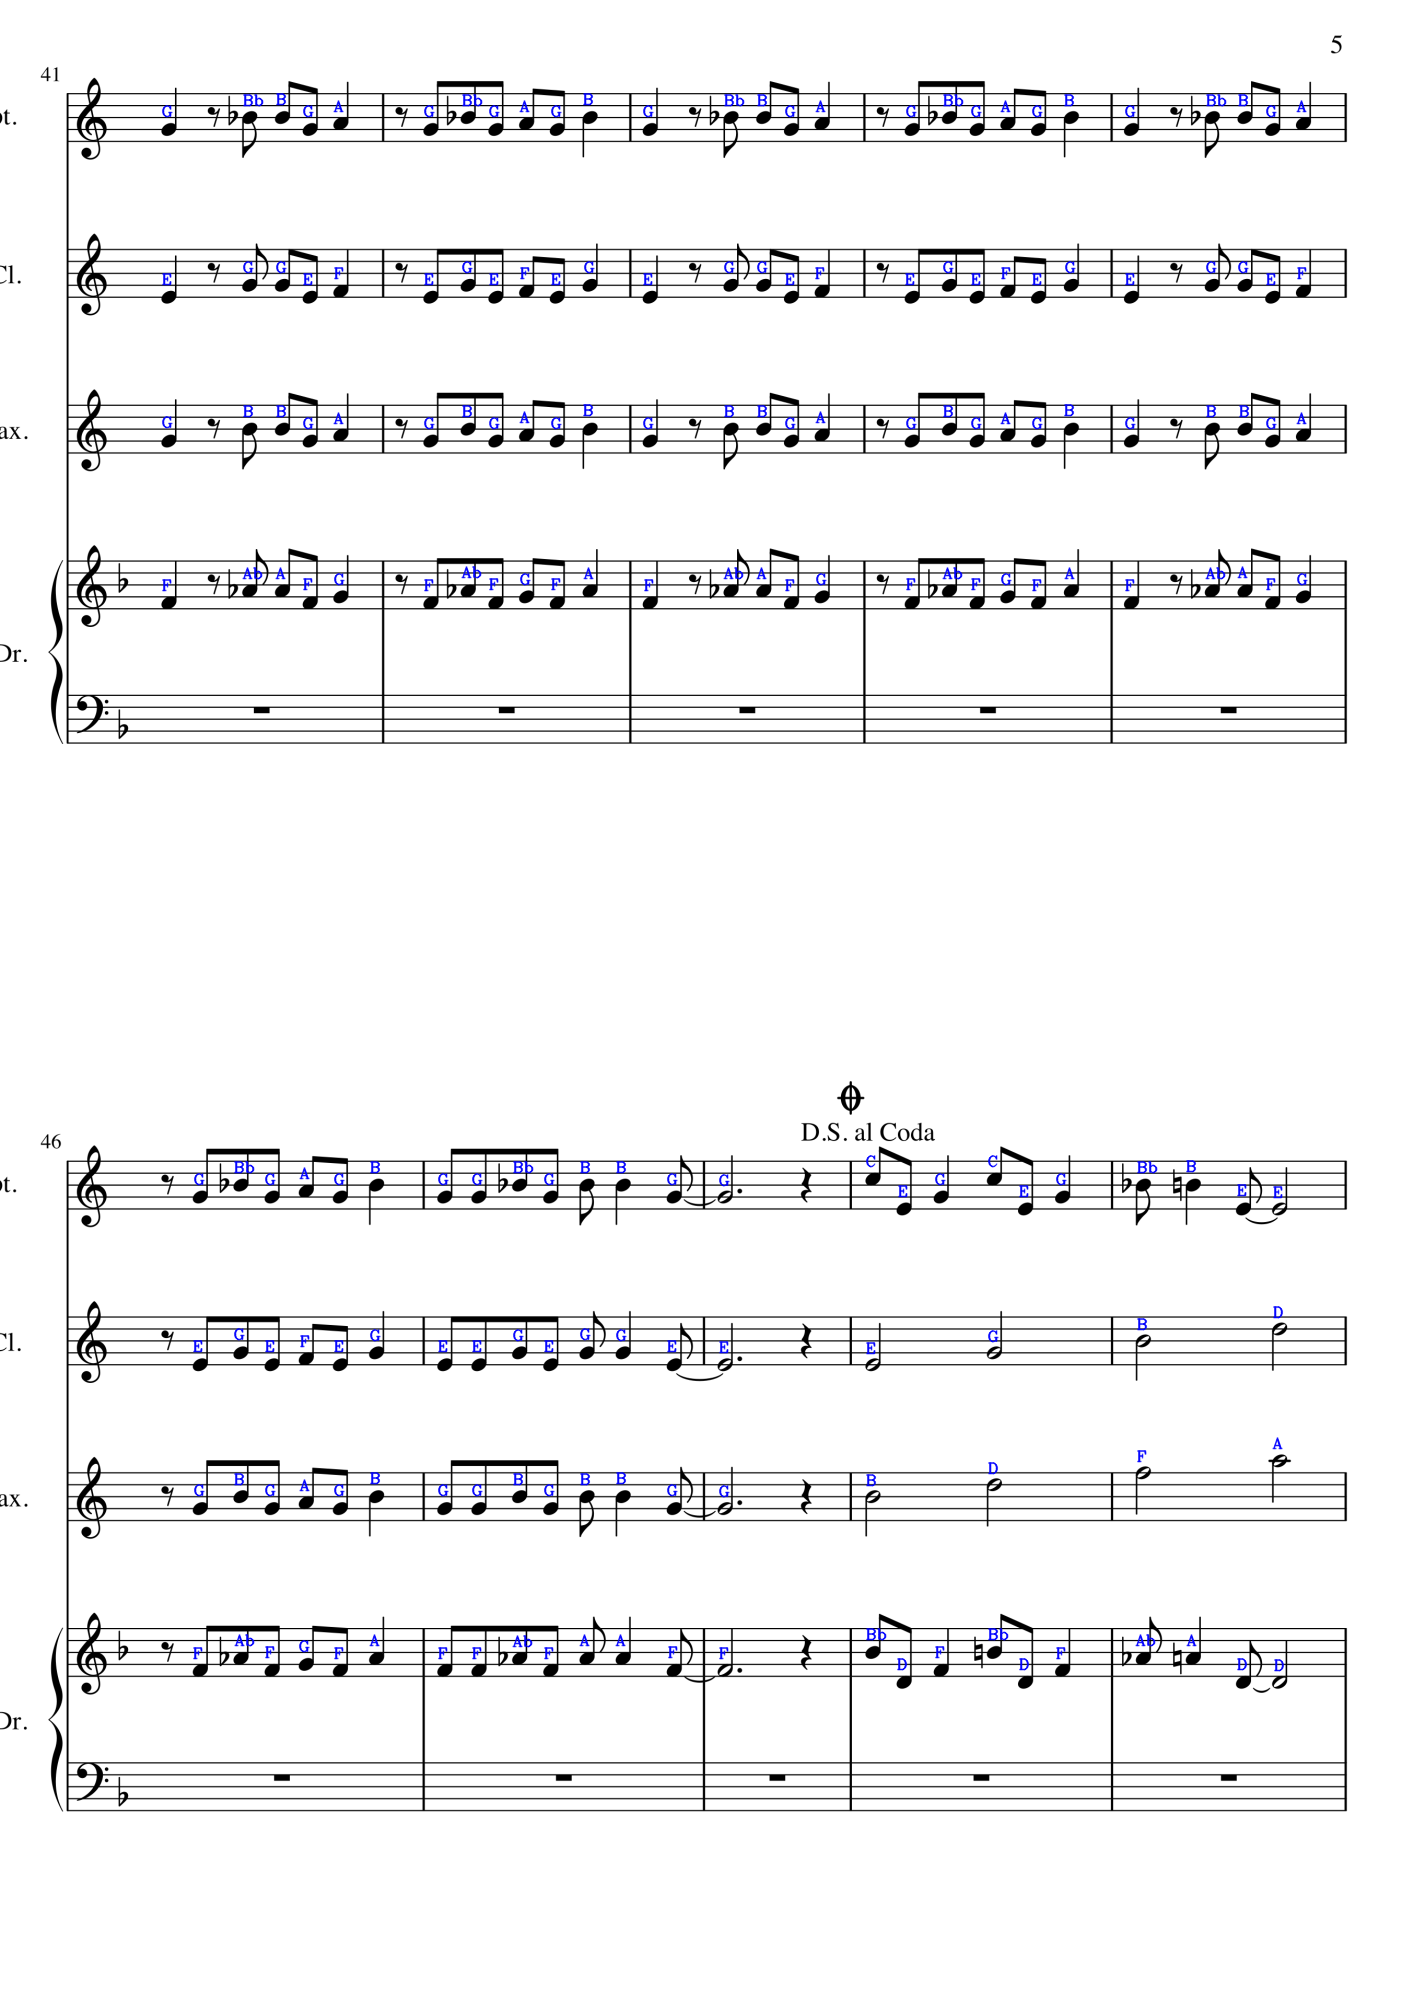 5
41
G Bb B G A G Bb G A G B G Bb B G A G Bb G A G B G Bb B G A
pt.
E G G E F E G E F E G E G G E F E G E F E G E G G E F
Cl.
G B B G A G B G A G B G B B G A G B G A G B G B B G A
ax.
F Ab A F G F Ab F G F A F Ab A F G F Ab F G F A F Ab A F G
Dr.
D.S. al Coda
46
G Bb G A G B G G Bb G B B G G C E G C E G Bb B E E
pt.
E G E F E G E E G E G G E E E G B D
Cl.
G B G A G B G G B G B B G G B D F A
ax.
F Ab F G F A F F Ab F A A F F Bb D F Bb D F Ab A D D
Dr.